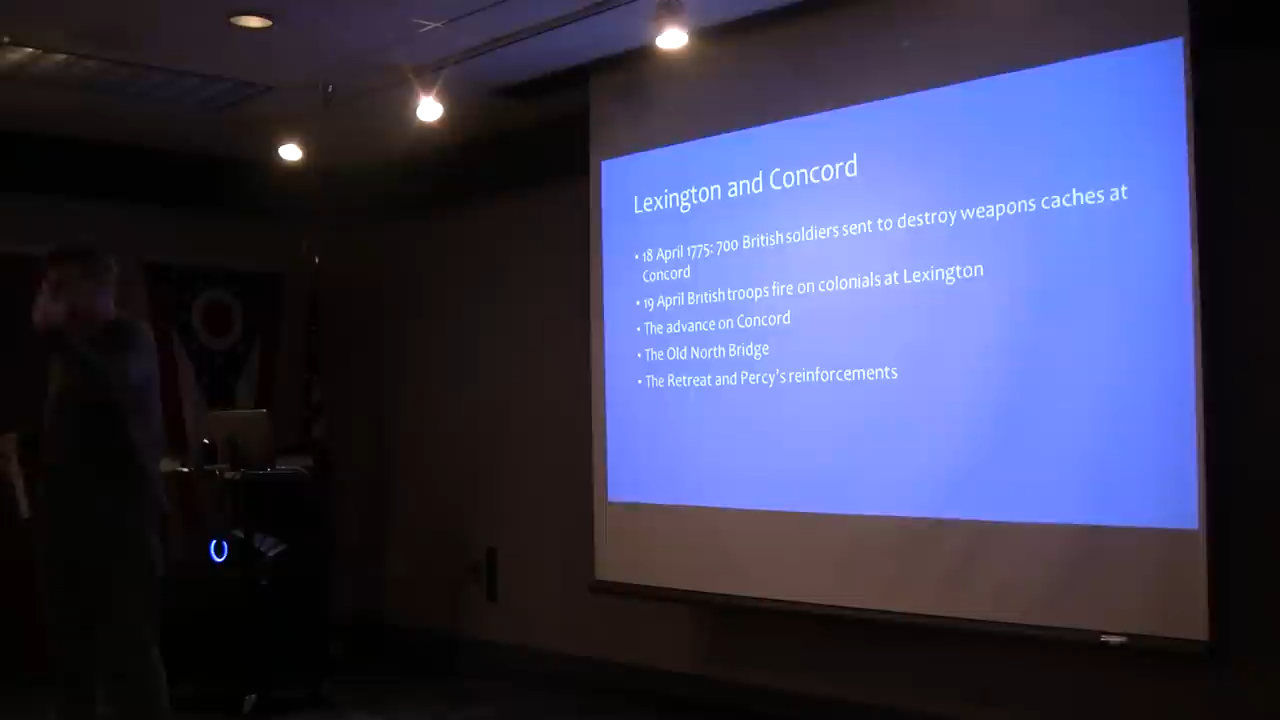 Lexington and Concord
• 18 April 1775: 700 British soldiers sent to destroy weapons caches at
Concord
• 19 April British troops fire on colonials at Lexington
• The advance on Concord
• The Old North Bridge
• The Retreat and Percy's reinforcements